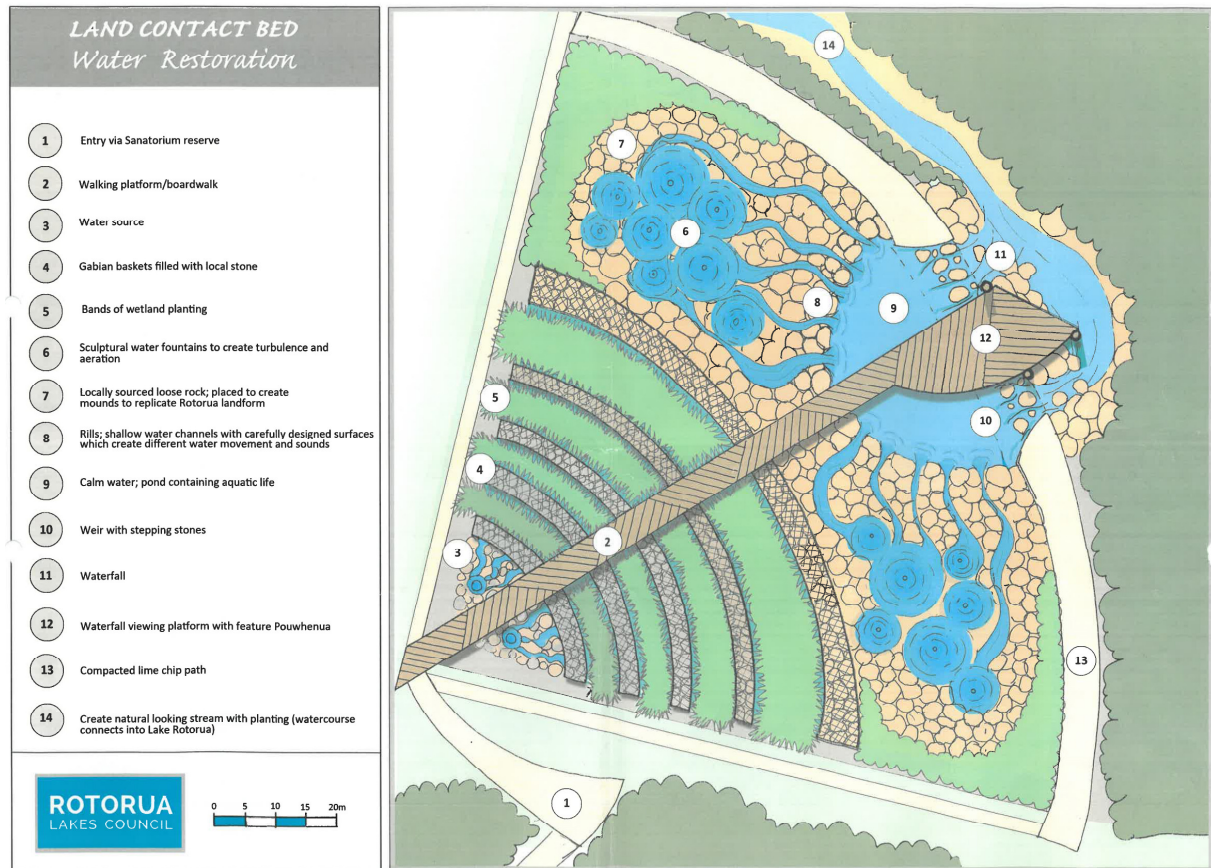 LAND CONTACT BED
Water Restoration
1 Entry via Sanatorium reserve
2 Walking platform/boardwalk
3 Water source
4 Gabian baskets filled with local stone
5 Bands of wetland planting
6 Sculptural water fountains to create turbulence and
aeration
7 Locally sourced loose rock; placed to create
mounds to replicate Rotorua landform
8 Rills; shallow water channels with carefully designed surfaces
which create different water movement and sounds
9 Calm water; pond containing aquatic life
10 Weir with stepping stones
11 Waterfall
12 Waterfall viewing platform with feature Pouwhenua
13 Compacted lime chip path
14 Create natural looking stream with planting (watercourse
connects into Lake Rotorua)
ROTORUA
LAKES COUNCIL
0 5 10 15 20m
14
7
6
11
8
9
12
5
10
4
2
3
13
1